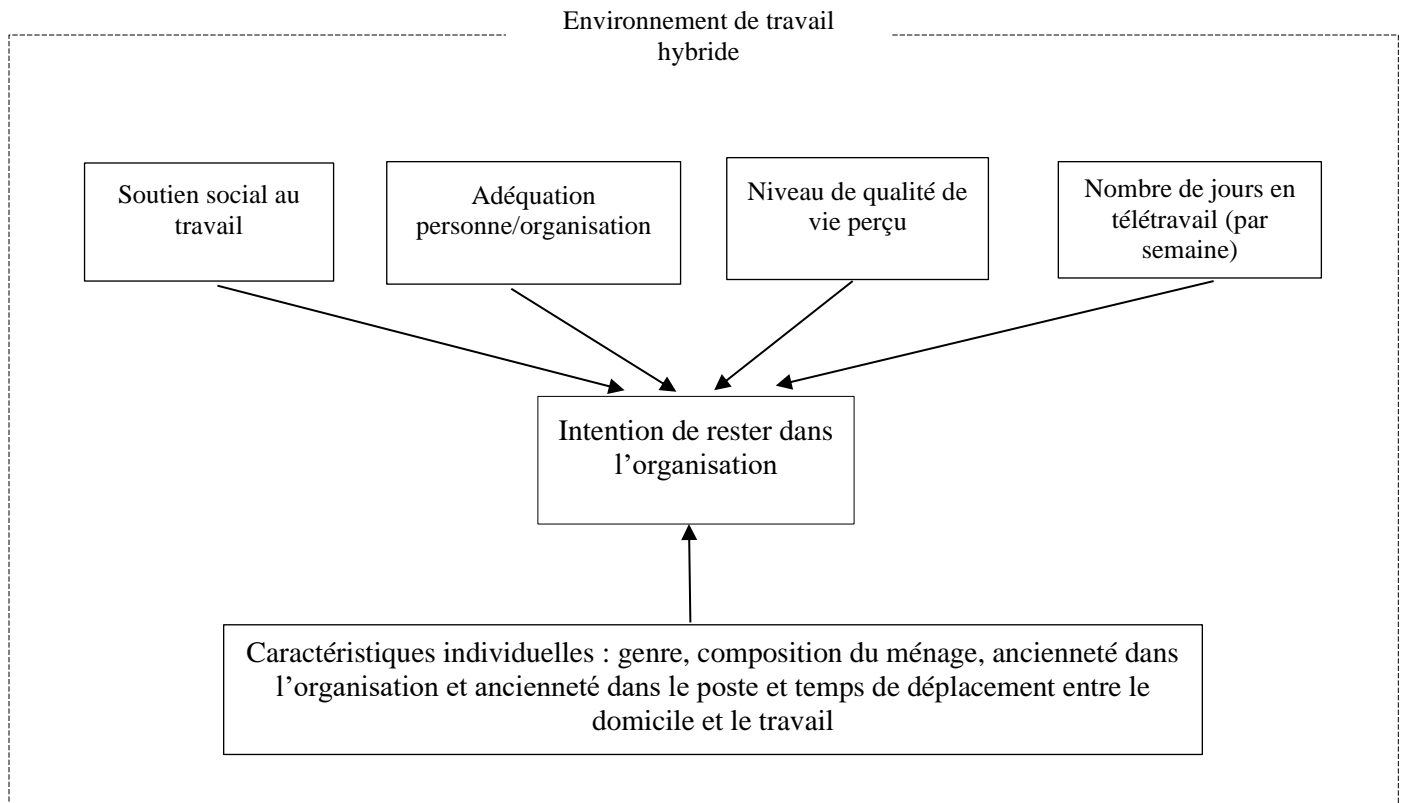 Environnement de travail
hybride
Soutien social au
travail
Adéquation
personne/organisation
Niveau de qualité de
vie perçu
Nombre de jours en
télétravail (par
semaine)
Intention de rester dans
l’organisation
Caractéristiques individuelles : genre, composition du ménage, ancienneté dans
l’organisation et ancienneté dans le poste et temps de déplacement entre le
domicile et le travail